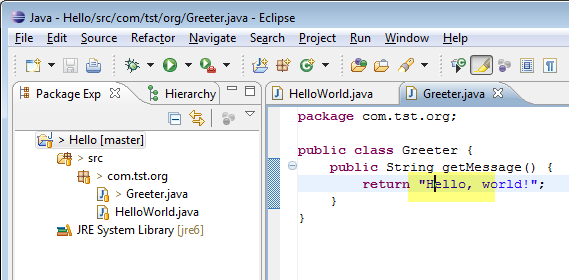 Java - Hello/src/com/tst/org/Greeter.java - Eclipse
File Edit Source Refactor Navigate Search Project Run Window Help
Package Exp Hierarchy
HelloWorld.java Greeter.java
> Hello [master]
> src
> com.tst.org
> Greeter.java
HelloWorld.java
JRE System Library [jre6]
package com.tst.org;
public class Greeter {
public String getMessage() {
return "Hello, world!";
}
}